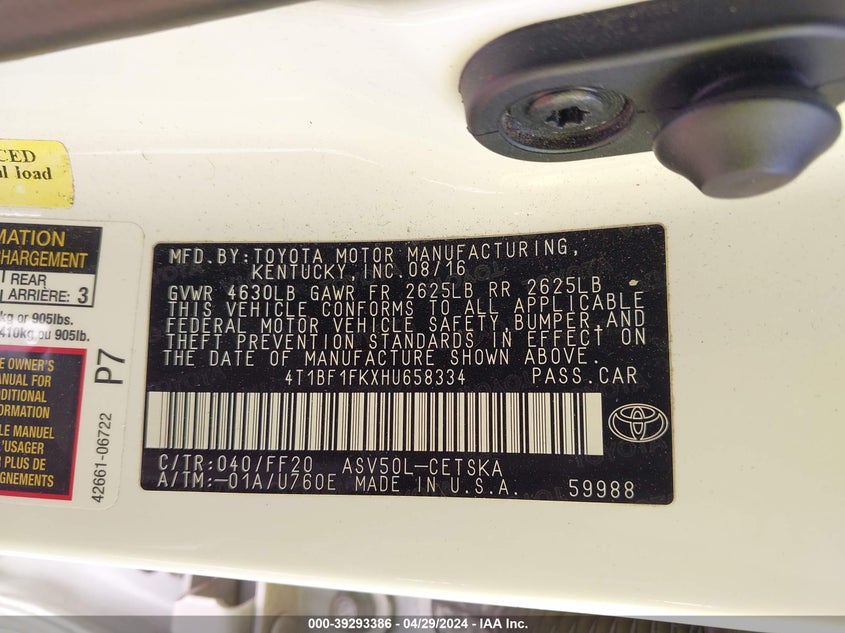 CED
l load
MATION
CHARGEMENT
REAR
ARRIÈRE: 3
kg or 905lbs.
410kg ou 905lb.
E OWNER'S
ANUAL FOR
DDITIONAL
FORMATION
LE MANUEL
'USAGER
R PLUS DE
IGNEMENTS
P7
42661-06722
MFD. BY: TOYOTA MOTOR MANUFACTURING,
KENTUCKY, INC. 08/16
GVWR 4630LB GAWR FR 2625LB RR 2625LB
THIS VEHICLE CONFORMS TO ALL APPLICABLE
FEDERAL MOTOR VEHICLE SAFETY, BUMPER, AND
THEFT PREVENTION STANDARDS IN EFFECT ON
THE DATE OF MANUFACTURE SHOWN ABOVE.
4T1BF1FKXHU658334 PASS. CAR
C/TR: 040/FF20 ASV50L-CETSKA
A/TM: -01A/U760E MADE IN U.S.A. 59988
000-39293386 - 04/29/2024 - IAA Inc.